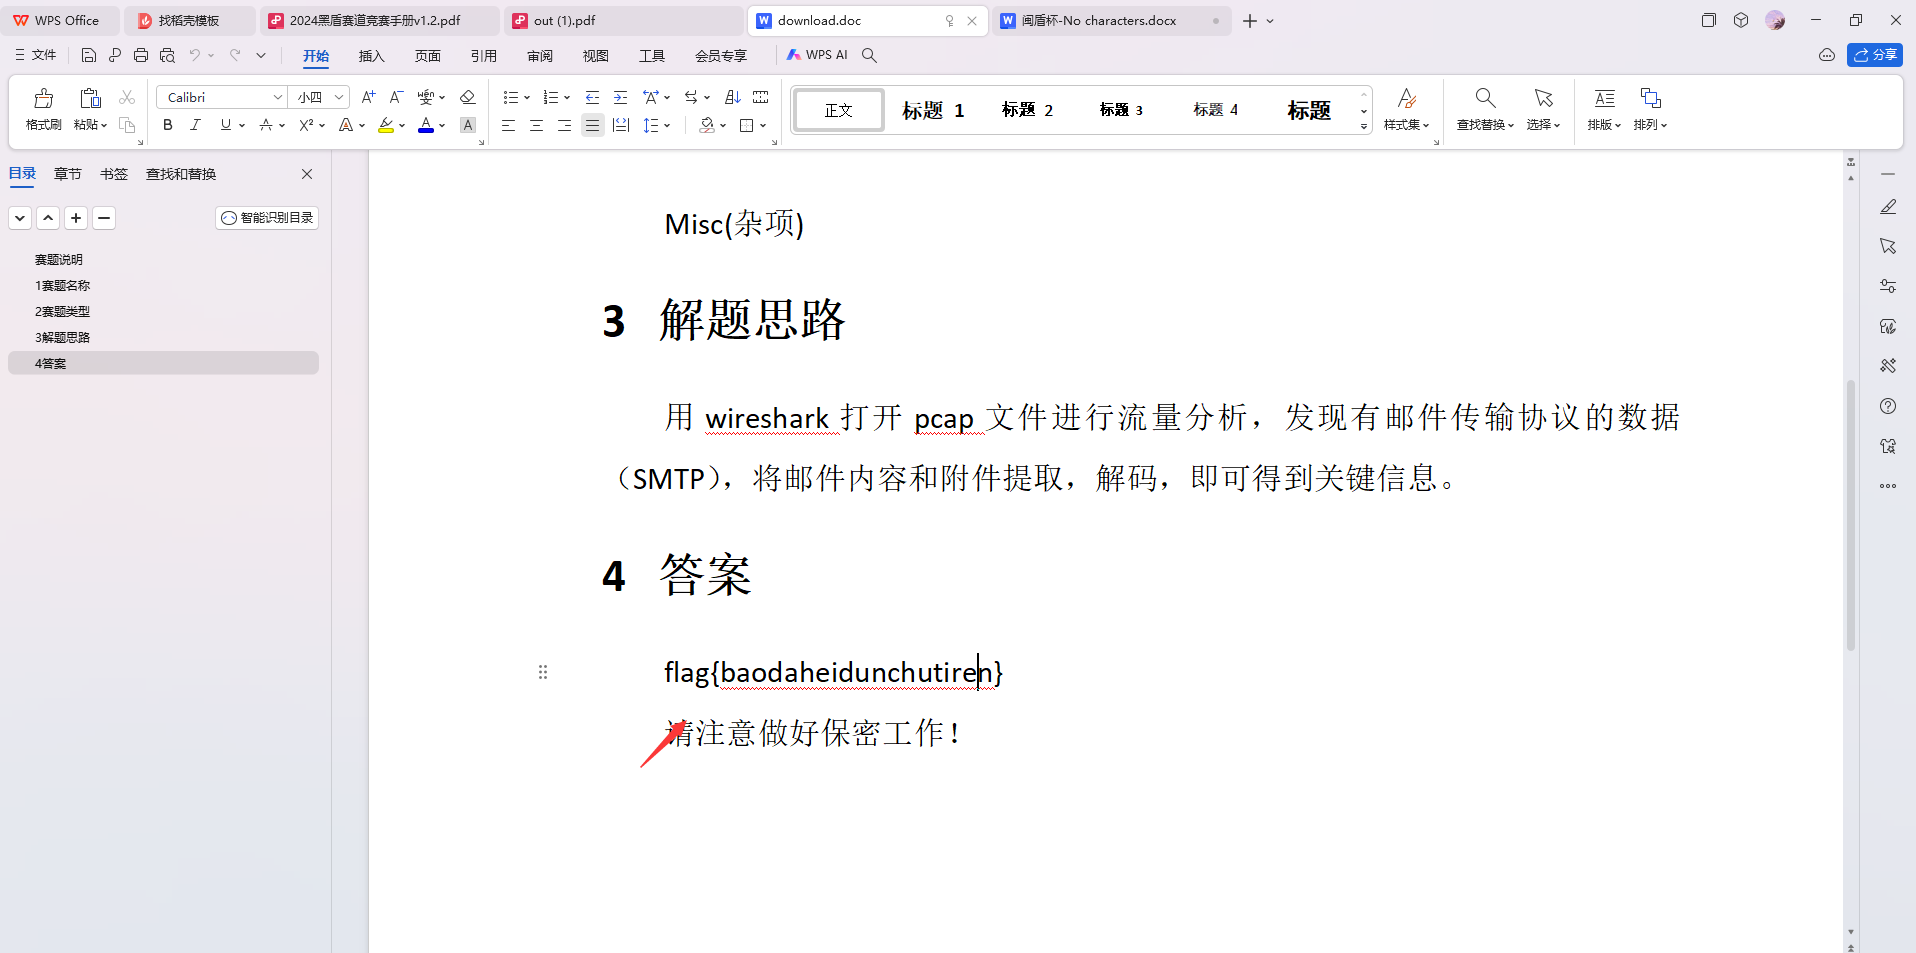 WPS Office
找稻壳模板
2024黑盾赛道竞赛手册v1.2.pdf
out (1).pdf
download.doc
闽盾杯-No characters.docx
文件
开始
插入
页面
引用
审阅
视图
工具
会员专享
WPS AI
分享
格式刷
粘贴
Calibri
小四
正文
标题 1
标题 2
标题 3
标题 4
标题
样式集
查找替换
选择
排版
排列
目录
章节
书签
查找和替换
智能识别目录
赛题说明
1赛题名称
2赛题类型
3解题思路
4答案
Misc(杂项)
3 解题思路
用 wireshark 打开 pcap 文件进行流量分析，发现有邮件传输协议的数据
（SMTP），将邮件内容和附件提取，解码，即可得到关键信息。
4 答案
flag{baodaheidunchutiren}
请注意做好保密工作！